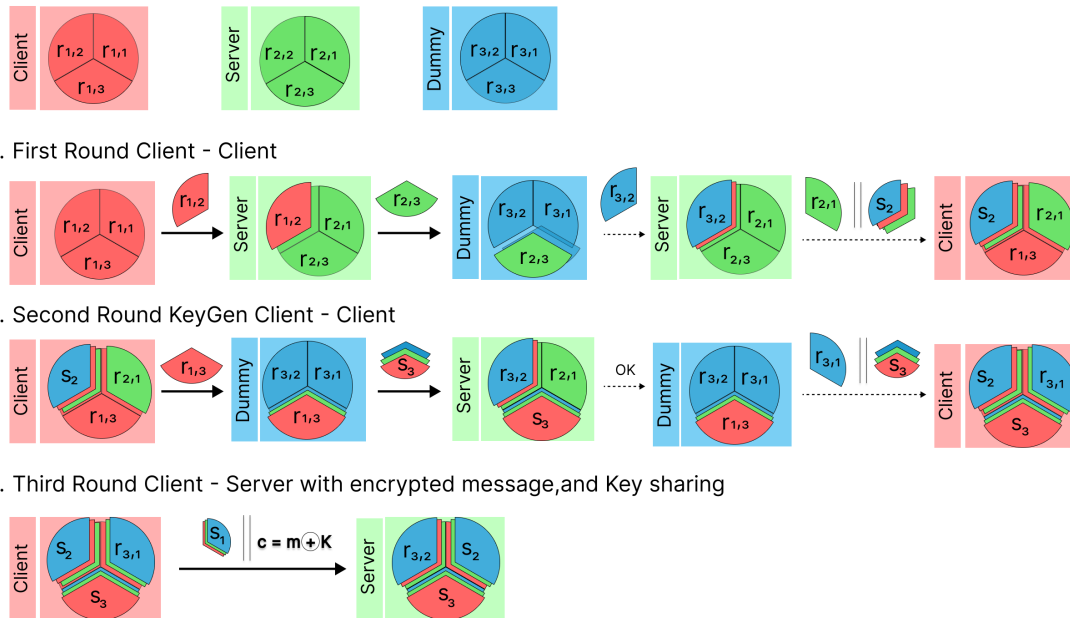 Client
r1,2 r1,1
r1,3
Server
r2,2 r2,1
r2,3
Dummy
r3,2 r3,1
r3,3
. First Round Client - Client
Client
r1,2 r1,1
r1,3
r1,2
Server
r1,2 r2,1
r2,3
r2,3
Dummy
r3,2 r3,1
r2,3
r3,2
Server
r3,2 r2,1
r2,3
r2,1 || S2
Client
S2 r2,1
r1,3
. Second Round KeyGen Client - Client
Client
S2 r2,1
r1,3
r1,3
Dummy
r3,2 r3,1
r1,3
S3
Server
r3,2 r2,1
S3
OK
Dummy
r3,2 r3,1
r1,3
r3,1 || S3
Client
S2 r3,1
S3
. Third Round Client - Server with encrypted message,and Key sharing
Client
S2 r3,1
S3
S1 || c = m⊕K
Server
r3,2 S2
S3